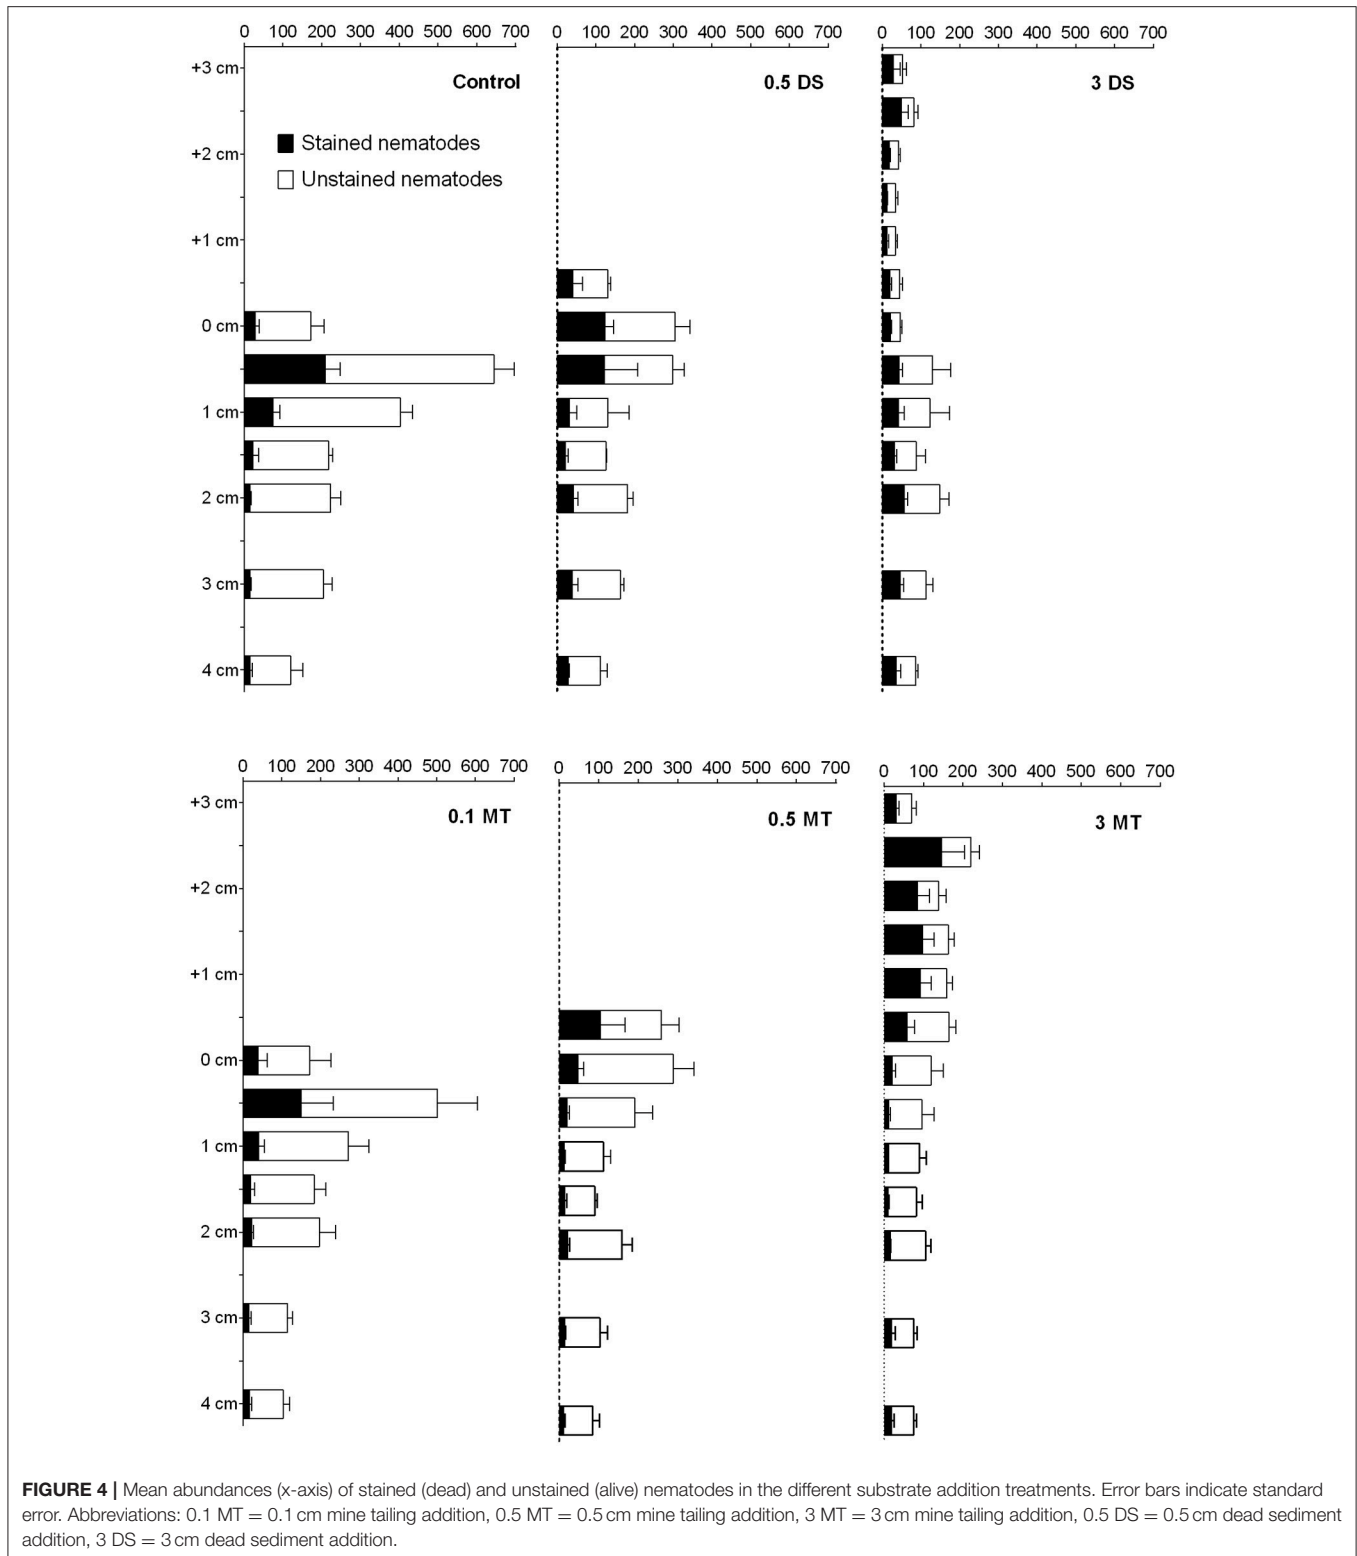 0 100 200 300 400 500 600 700
0 100 200 300 400 500 600 700
0 100 200 300 400 500 600 700
Control
0.5 DS
3 DS
Stained nematodes
Unstained nematodes
+3 cm
+2 cm
+1 cm
0 cm
1 cm
2 cm
3 cm
4 cm
0 100 200 300 400 500 600 700
0 100 200 300 400 500 600 700
0 100 200 300 400 500 600 700
0.1 MT
0.5 MT
3 MT
+3 cm
+2 cm
+1 cm
0 cm
1 cm
2 cm
3 cm
4 cm
FIGURE 4 | Mean abundances (x-axis) of stained (dead) and unstained (alive) nematodes in the different substrate addition treatments. Error bars indicate standard
error. Abbreviations: 0.1 MT = 0.1 cm mine tailing addition, 0.5 MT = 0.5 cm mine tailing addition, 3 MT = 3 cm mine tailing addition, 0.5 DS = 0.5 cm dead sediment
addition, 3 DS = 3 cm dead sediment addition.